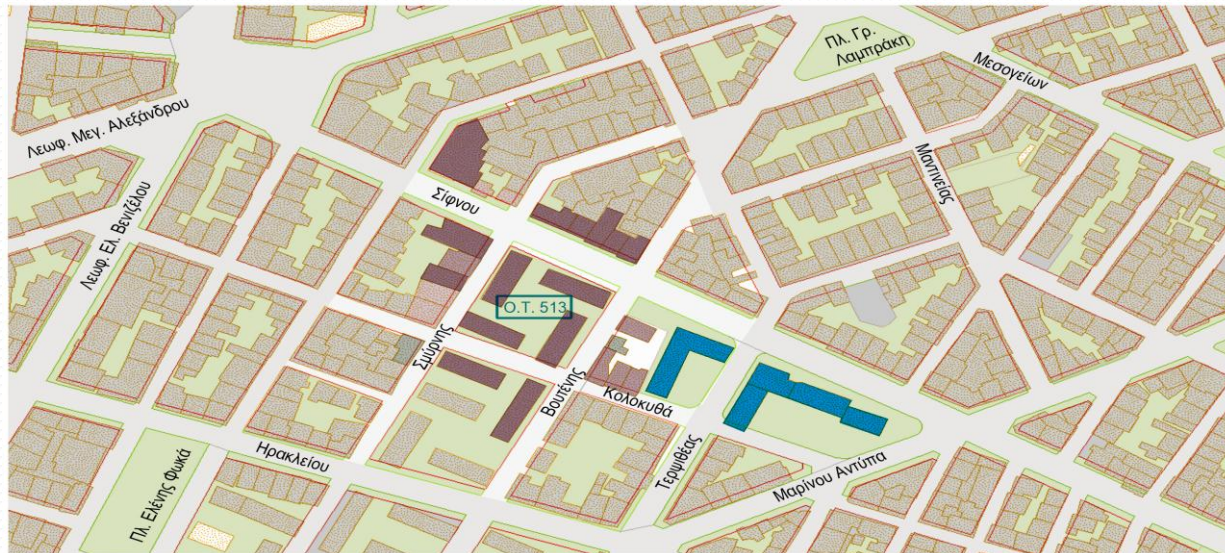 Πλ. Γρ.
Λαμπράκη
Μεσογείων
Λεωφ. Μεγ. Αλεξάνδρου
Μαντινείας
Σίφνου
Λεωφ. Ελ. Βενιζέλου
Ο.Τ. 513
Σμύρνης
Βουτένης
Κολοκυθά
Τερψιθέας
Ηρακλείου
Μαρίνου Αντύπα
Πλ. Ελένης Φωκά